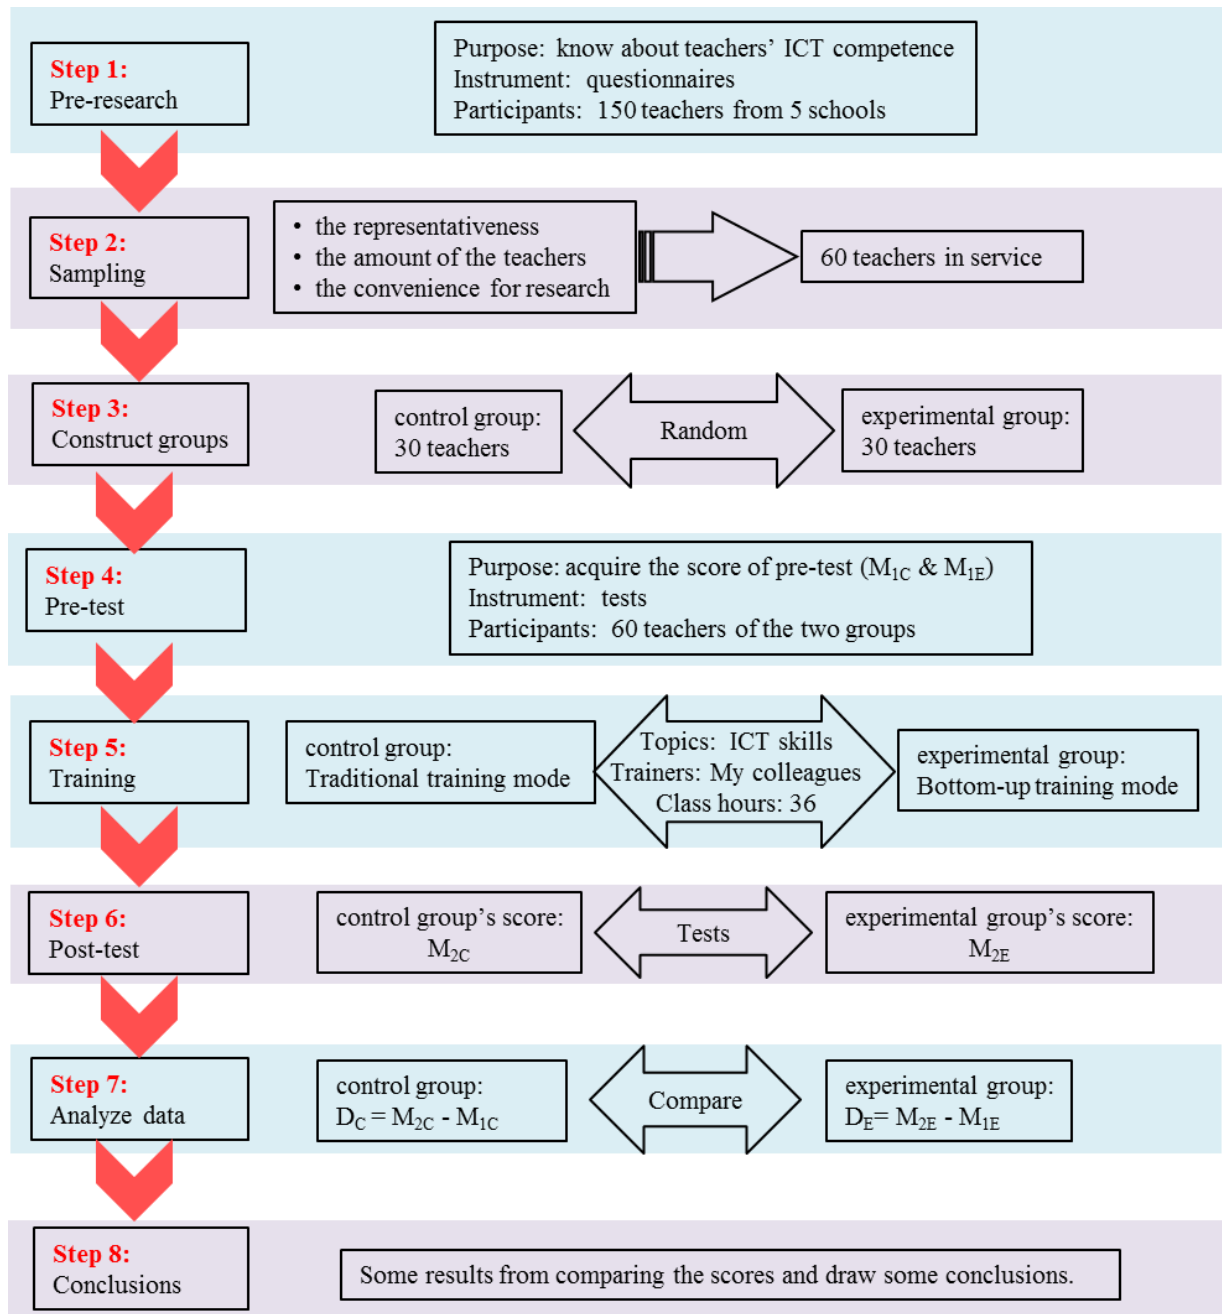 Step 1:
Pre-research
Purpose: know about teachers’ ICT competence
Instrument: questionnaires
Participants: 150 teachers from 5 schools
Step 2:
Sampling
• the representativeness
• the amount of the teachers
• the convenience for research
60 teachers in service
Step 3:
Construct groups
control group:
30 teachers
Random
experimental group:
30 teachers
Step 4:
Pre-test
Purpose: acquire the score of pre-test (M1C & M1E)
Instrument: tests
Participants: 60 teachers of the two groups
Step 5:
Training
control group:
Traditional training mode
Topics: ICT skills
Trainers: My colleagues
Class hours: 36
experimental group:
Bottom-up training mode
Step 6:
Post-test
control group’s score:
M2C
Tests
experimental group’s score:
M2E
Step 7:
Analyze data
control group:
DC = M2C - M1C
Compare
experimental group:
DE= M2E - M1E
Step 8:
Conclusions
Some results from comparing the scores and draw some conclusions.